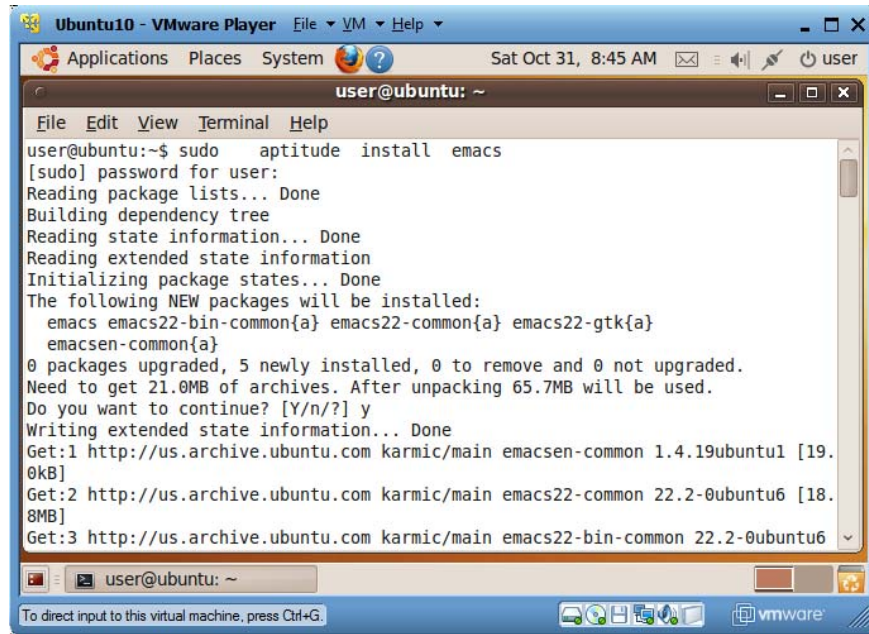 Ubuntu10 - VMware Player File ▾ VM ▾ Help ▾
Applications Places System Sat Oct 31, 8:45 AM user
user@ubuntu: ~
File Edit View Terminal Help
user@ubuntu:~$ sudo    aptitude  install  emacs
[sudo] password for user:
Reading package lists... Done
Building dependency tree
Reading state information... Done
Reading extended state information
Initializing package states... Done
The following NEW packages will be installed:
  emacs emacs22-bin-common{a} emacs22-common{a} emacs22-gtk{a}
  emacsen-common{a}
0 packages upgraded, 5 newly installed, 0 to remove and 0 not upgraded.
Need to get 21.0MB of archives. After unpacking 65.7MB will be used.
Do you want to continue? [Y/n/?] y
Writing extended state information... Done
Get:1 http://us.archive.ubuntu.com karmic/main emacsen-common 1.4.19ubuntu1 [19.
0kB]
Get:2 http://us.archive.ubuntu.com karmic/main emacs22-common 22.2-0ubuntu6 [18.
8MB]
Get:3 http://us.archive.ubuntu.com karmic/main emacs22-bin-common 22.2-0ubuntu6
user@ubuntu: ~
To direct input to this virtual machine, press Ctrl+G. vmware